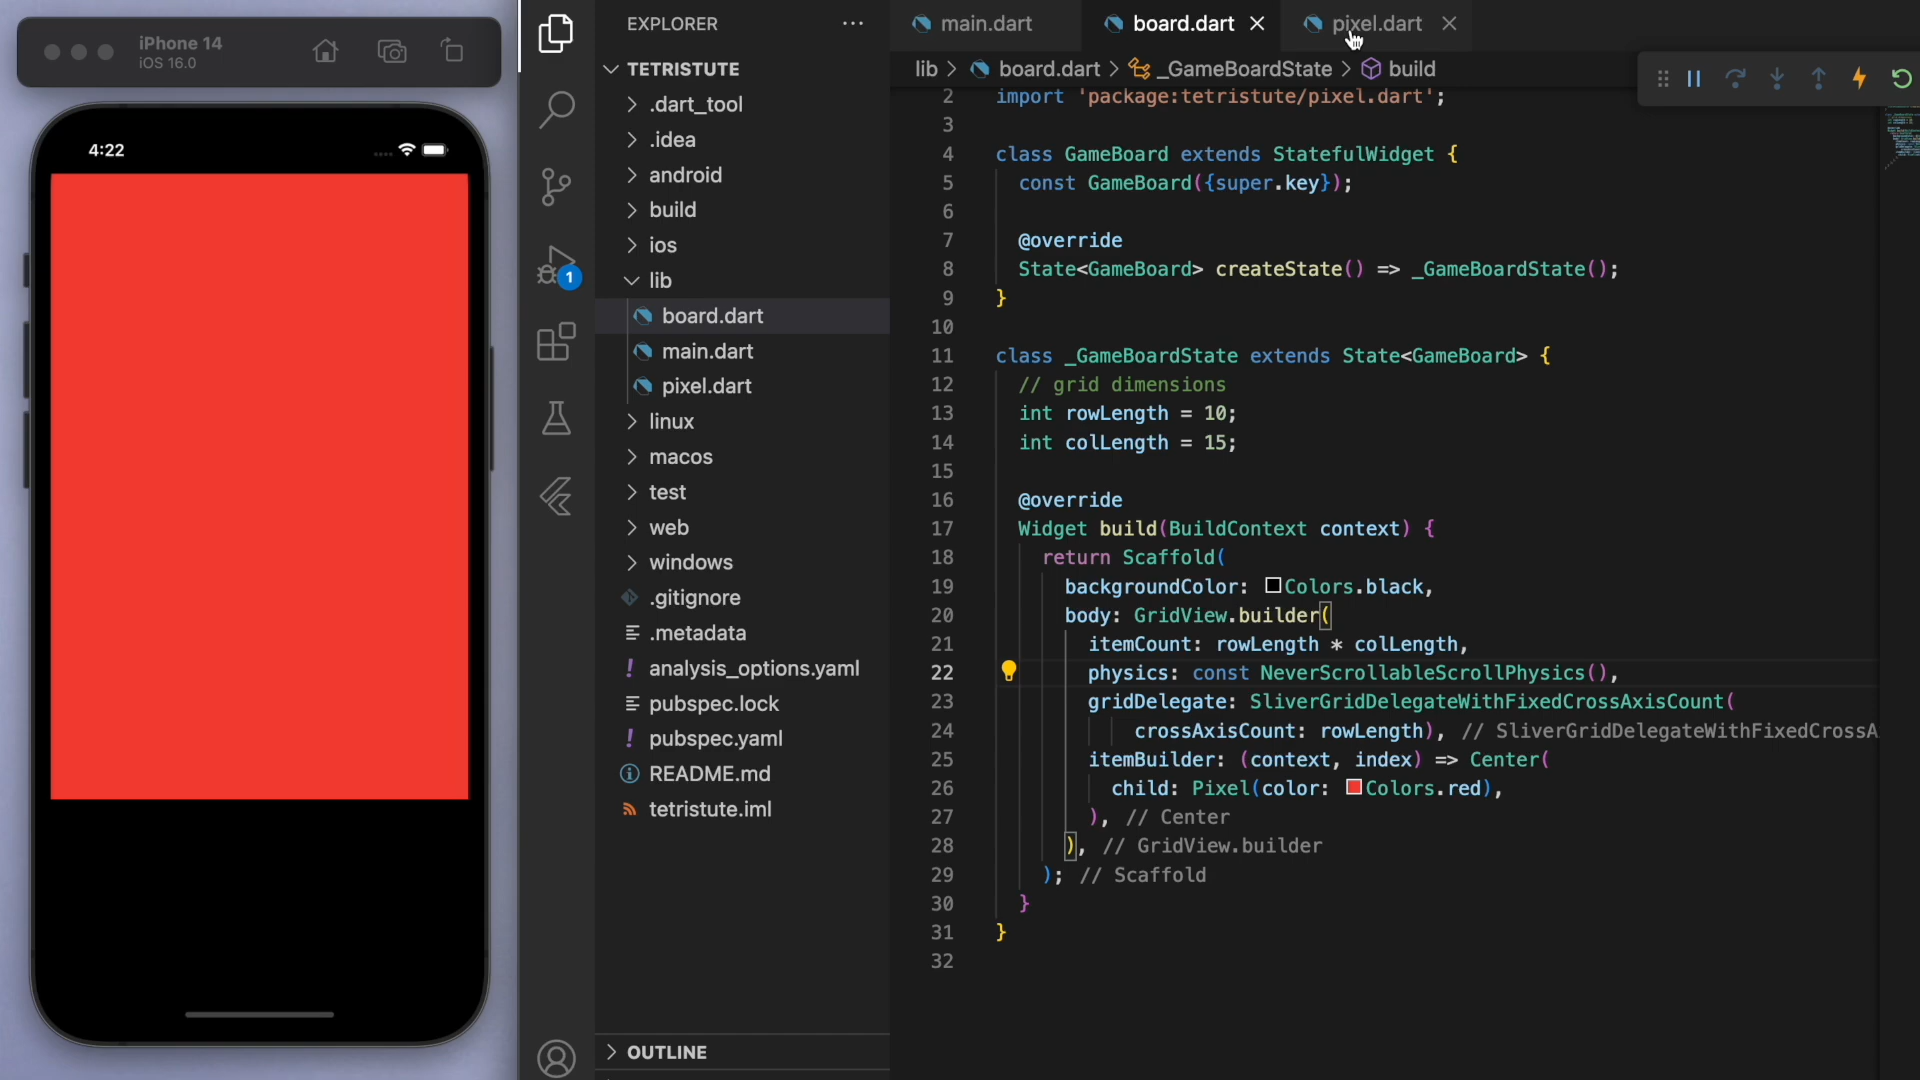 iPhone 14
iOS 16.0
4:22
1
EXPLORER
TETRISTUTE
.dart_tool
.idea
android
build
ios
lib
board.dart
main.dart
pixel.dart
linux
macos
test
web
windows
.gitignore
.metadata
analysis_options.yaml
pubspec.lock
pubspec.yaml
README.md
tetristute.iml
OUTLINE
main.dart
board.dart
pixel.dart
lib > board.dart > _GameBoardState > build
2 import 'package:tetristute/pixel.dart';
3
4 class GameBoard extends StatefulWidget {
5 const GameBoard({super.key});
6
7 @override
8 State<GameBoard> createState() => _GameBoardState();
9 }
10
11 class _GameBoardState extends State<GameBoard> {
12 // grid dimensions
13 int rowLength = 10;
14 int colLength = 15;
15
16 @override
17 Widget build(BuildContext context) {
18 return Scaffold(
19 backgroundColor: Colors.black,
20 body: GridView.builder(
21 itemCount: rowLength * colLength,
22 physics: const NeverScrollableScrollPhysics(),
23 gridDelegate: SliverGridDelegateWithFixedCrossAxisCount(
24 crossAxisCount: rowLength), // SliverGridDelegateWithFixedCrossA
25 itemBuilder: (context, index) => Center(
26 child: Pixel(color: Colors.red),
27 ), // Center
28 ), // GridView.builder
29 ); // Scaffold
30 }
31 }
32